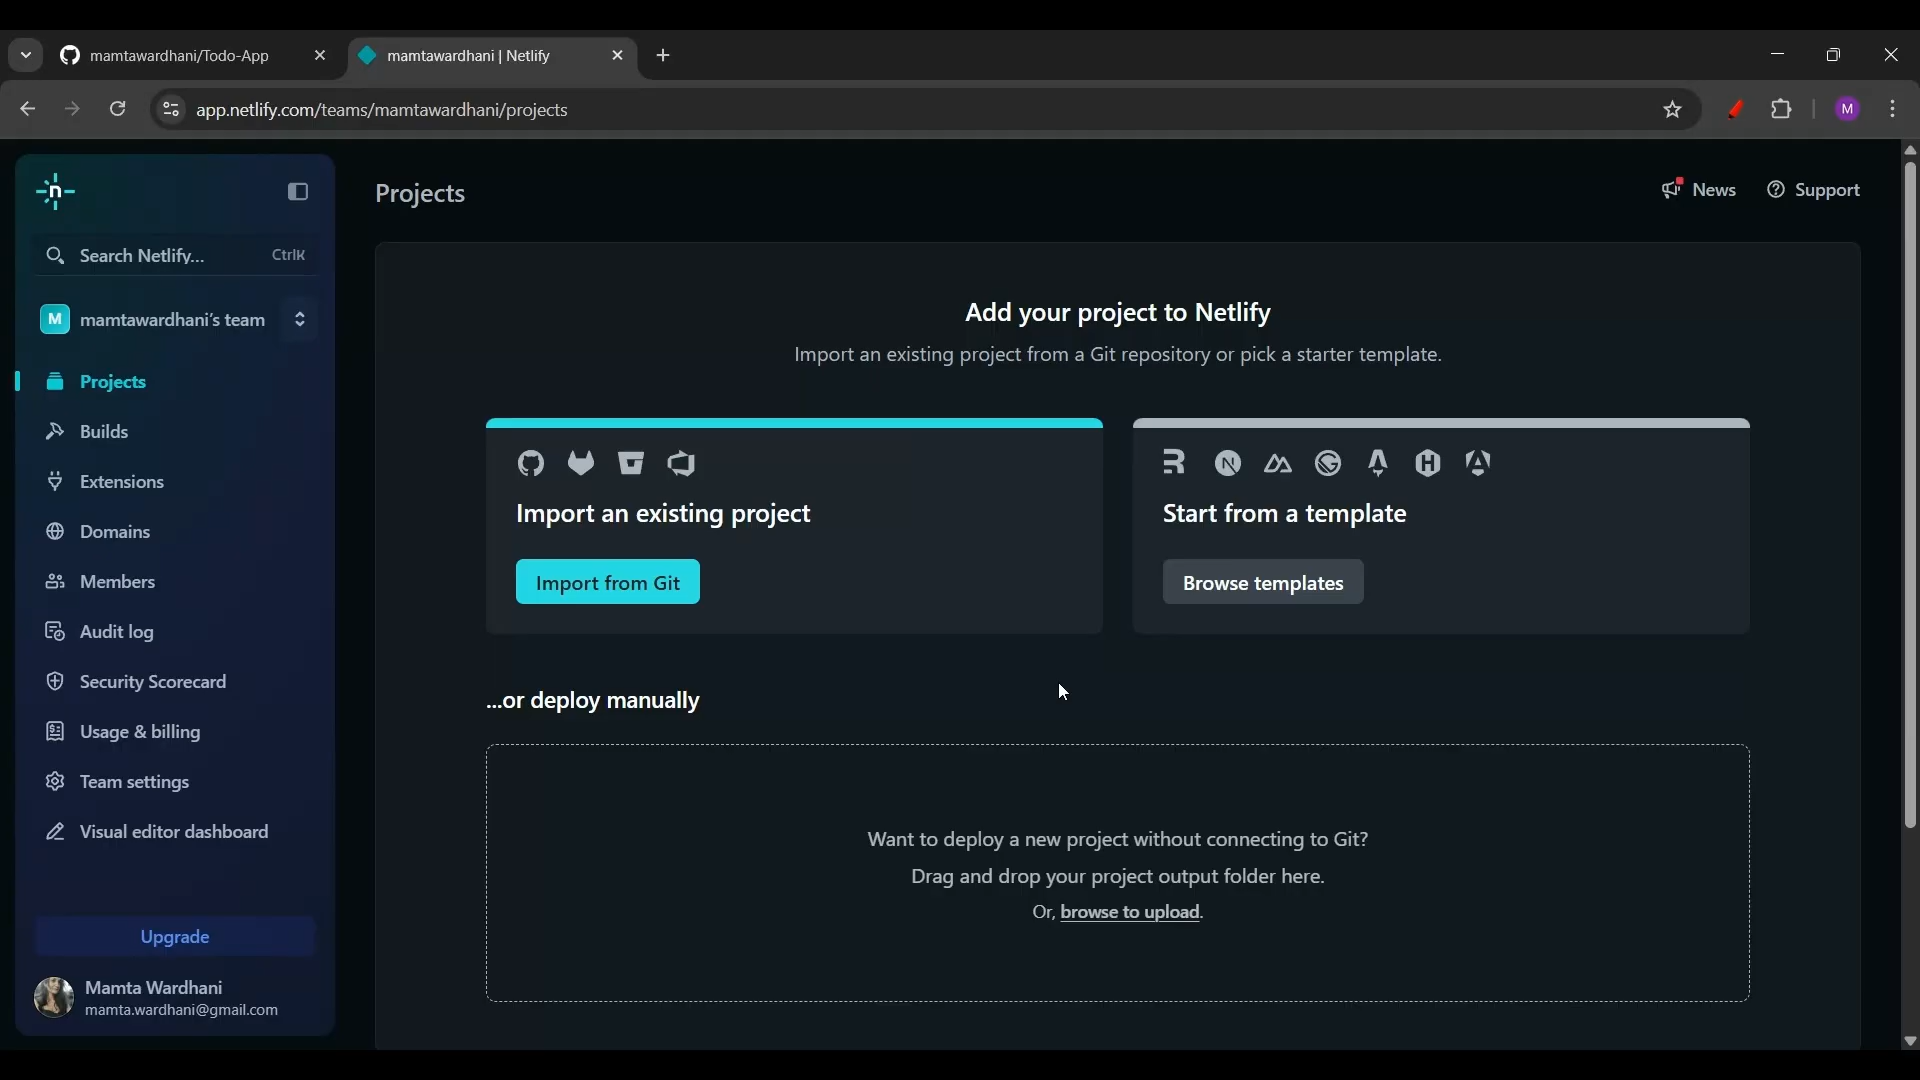 mamtawardhani/Todo-App
mamtawardhani | Netlify
app.netlify.com/teams/mamtawardhani/projects
M
n
Search Netlify...
CtrlK
M
mamtawardhani's team
Projects
Builds
Extensions
Domains
Members
Audit log
Security Scorecard
Usage & billing
Team settings
Visual editor dashboard
Upgrade
Mamta Wardhani
mamta.wardhani@gmail.com
Projects
News
Support
Add your project to Netlify
Import an existing project from a Git repository or pick a starter template.
Import an existing project
Import from Git
Start from a template
Browse templates
...or deploy manually
Want to deploy a new project without connecting to Git?
Drag and drop your project output folder here.
Or, browse to upload.